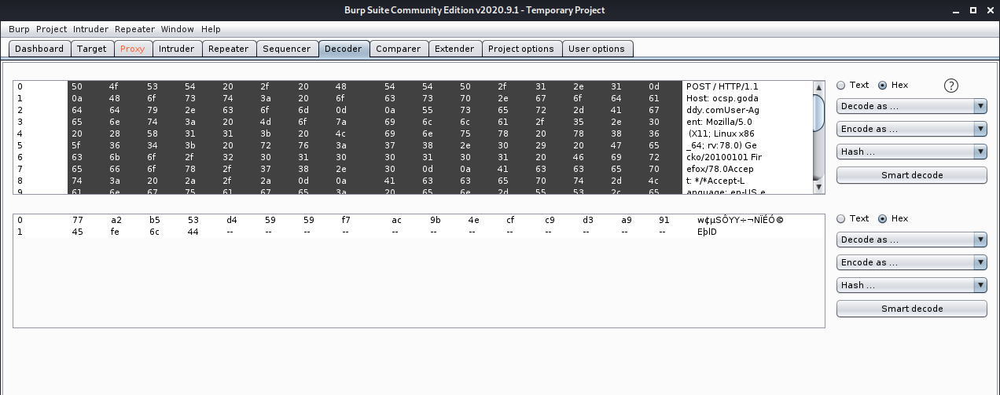 Burp Suite Community Edition v2020.9.1 - Temporary Project
Burp Project Intruder Repeater Window Help
Dashboard Target Proxy Intruder Repeater Sequencer Decoder Comparer Extender Project options User options
0 50 4f 53 54 20 2f 20 48 54 54 50 2f 31 2e 31 0d POST / HTTP/1.1
1 0a 48 6f 73 74 3a 20 6f 63 73 70 2e 67 6f 64 61 Host: ocsp.goda
2 64 64 79 2e 63 6f 6d 0d 0a 55 73 65 72 2d 41 67 ddy.comUser-Ag
3 65 6e 74 3a 20 4d 6f 7a 69 6c 6c 61 2f 35 2e 30 ent: Mozilla/5.0
4 20 28 58 31 31 3b 20 4c 69 6e 75 78 20 78 38 36 (X11; Linux x86
5 5f 36 34 3b 20 72 76 3a 37 38 2e 30 29 20 47 65 _64; rv:78.0) Ge
6 63 6b 6f 2f 32 30 31 30 30 31 30 31 20 46 69 72 cko/20100101 Fir
7 65 66 6f 78 2f 37 38 2e 30 0d 0a 41 63 63 65 70 efox/78.0Accep
8 74 3a 20 2a 2f 2a 0d 0a 41 63 63 65 70 74 2d 4c t: */*Accept-L
9 61 6e 67 75 61 67 65 3a 20 65 6e 2d 55 53 2c 65 anguage: en-US,e
Text Hex ?
Decode as ...
Encode as ...
Hash ...
Smart decode
0 77 a2 b5 53 d4 59 59 f7 ac 9b 4e cf c9 d3 a9 91 w¢µSÔYY÷¬NÏÉÓ©
1 45 fe 6c 44 -- -- -- -- -- -- -- -- -- -- -- -- EþlD
Text Hex
Decode as ...
Encode as ...
Hash ...
Smart decode